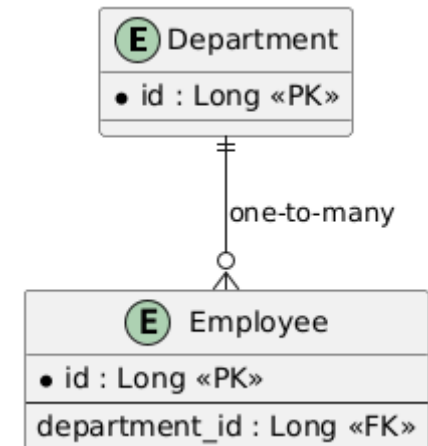 E Department
• id : Long «PK»
one-to-many
E Employee
• id : Long «PK»
department_id : Long «FK»